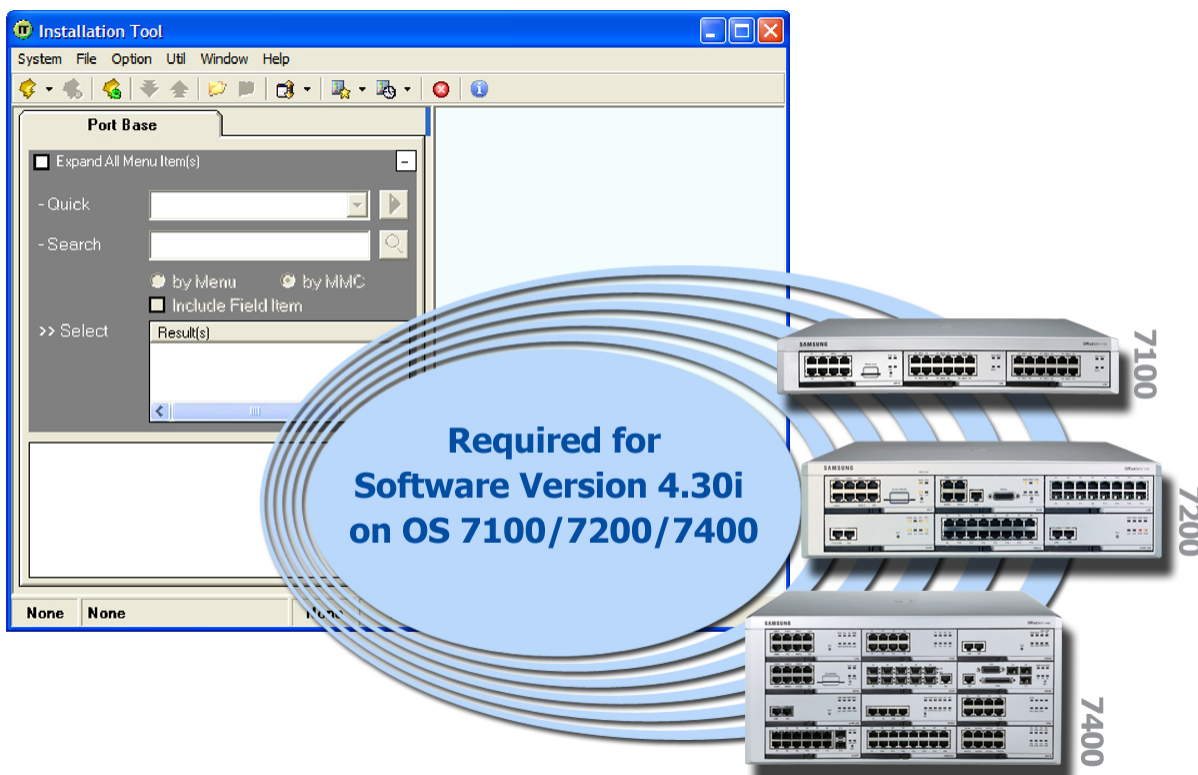 Installation Tool
System File Option Util Window Help
Port Base
Expand All Menu Item(s)
- Quick
- Search
by Menu by MMC
Include Field Item
>> Select
Result(s)
Required for
Software Version 4.30i
on OS 7100/7200/7400
None None None
SAMSUNG
7100
SAMSUNG
7200
SAMSUNG
7400